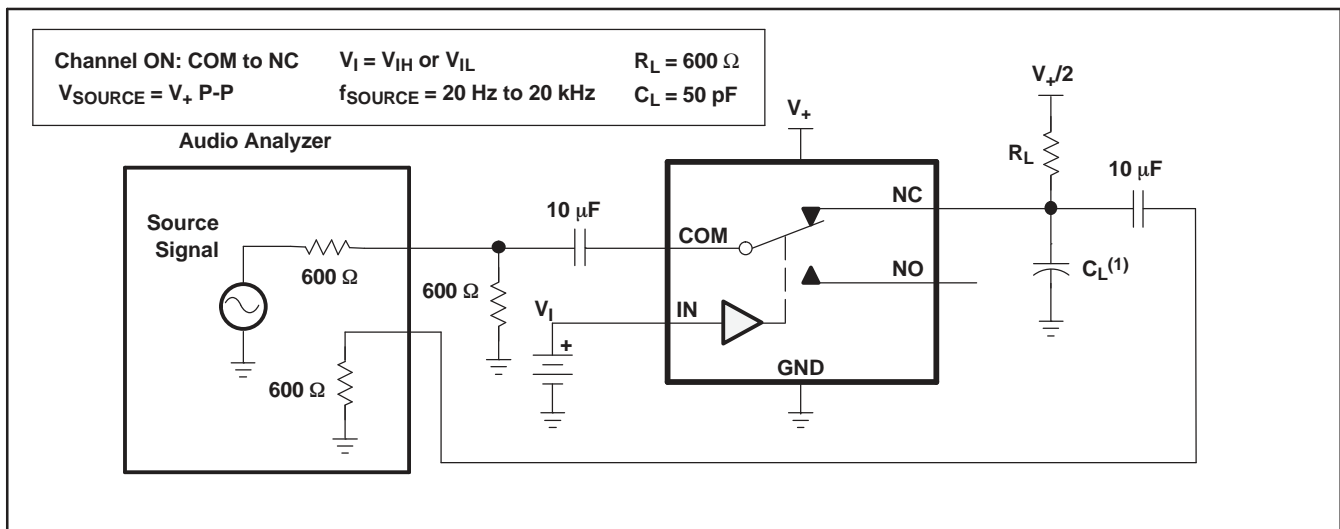 Channel ON: COM to NC V_I = V_IH or V_IL R_L = 600 Ω
V_SOURCE = V_+ P-P f_SOURCE = 20 Hz to 20 kHz C_L = 50 pF
Audio Analyzer
Source
Signal
600 Ω
600 Ω
600 Ω
10 μF
V_I
+
V_+
COM
IN
NC
NO
GND
V_+/2
R_L
10 μF
C_L(1)